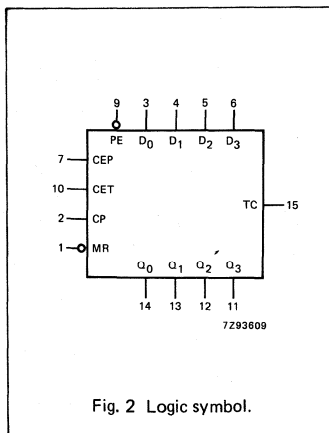 9 3 4 5 6
PE D0 D1 D2 D3
7 CEP
10 CET
TC 15
2 CP
1 MR
Q0 Q1 Q2 Q3
14 13 12 11
7Z93609
Fig. 2 Logic symbol.